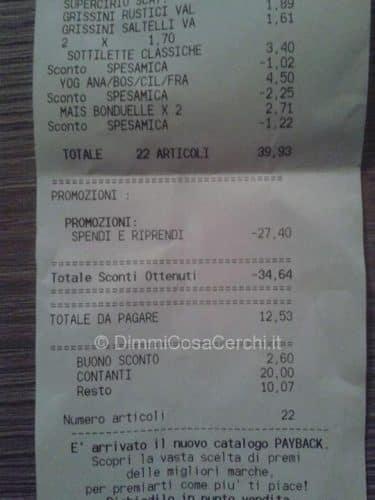 SUPERCIRIO SCAT. 1,89
GRISSINI RUSTICI VAL 1,61
GRISSINI SALTELLI VA
2 X 1,70
SOTTILETTE CLASSICHE 3,40
Sconto SPESAMICA -1,02
YOG ANA/BOS/CIL/FRA 4,50
Sconto SPESAMICA -2,25
MAIS BONDUELLE X 2 2,71
Sconto SPESAMICA -1,22
TOTALE 22 ARTICOLI 39,93
PROMOZIONI :
PROMOZIONI:
SPENDI E RIPRENDI -27,40
Totale Sconti Ottenuti -34,64
TOTALE DA PAGARE 12,53
© DimmiCosaCerchi.it
BUONO SCONTO 2,60
CONTANTI 20,00
Resto 10,07
Numero articoli 22
E' arrivato il nuovo catalogo PAYBACK.
Scopri la vasta scelta di premi
delle migliori marche,
per premiarti come piu' ti piace!
in punto vendita